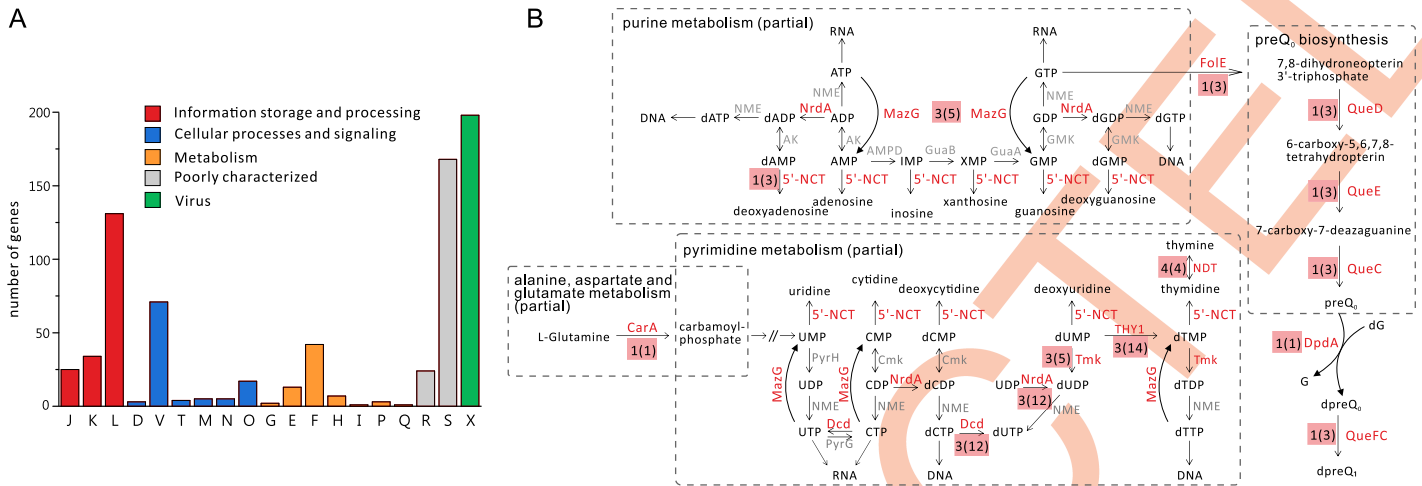 A
number of genes
200
150
100
50
0
Information storage and processing
Cellular processes and signaling
Metabolism
Poorly characterized
Virus
J K L D V T M N O G E F H I P Q R S X
B
purine metabolism (partial)
RNA RNA
ATP GTP
NME NME
MazG 3(5) MazG
DNA dATP NME dADP NrdA ADP GDP NrdA dGDP NME dGTP
AK AK GMK GMK
dAMP AMP AMPD IMP GuaB XMP GuaA GMP dGMP DNA
1(3) 5'-NCT 5'-NCT 5'-NCT 5'-NCT 5'-NCT 5'-NCT
deoxyadenosine adenosine inosine xanthosine guanosine deoxyguanosine
FolE
1(3)
preQ₀ biosynthesis
7,8-dihydroneopterin
3'-triphosphate
1(3) QueD
6-carboxy-5,6,7,8-
tetrahydropterin
1(3) QueE
7-carboxy-7-deazaguanine
1(3) QueC
preQ₀
dG
1(1) DpdA
G
dpreQ₀
1(3) QueFC
dpreQ₁
alanine, aspartate and
glutamate metabolism
(partial)
L-Glutamine CarA carbamoyl-
phosphate
1(1)
pyrimidine metabolism (partial)
thymine
4(4) NDT
uridine cytidine deoxycytidine deoxyuridine thymidine
5'-NCT 5'-NCT 5'-NCT 5'-NCT 5'-NCT
UMP CMP dCMP dUMP THY1 dTMP
3(14)
PyrH Cmk Cmk 3(5) Tmk Tmk
MazG MazG MazG
UDP CDP NrdA dCDP UDP NrdA dUDP dTDP
3(12)
NME NME NME NME NME
UTP Dcd CTP dCTP Dcd dUTP dTTP
PyrG 3(12)
RNA DNA DNA
CTEL